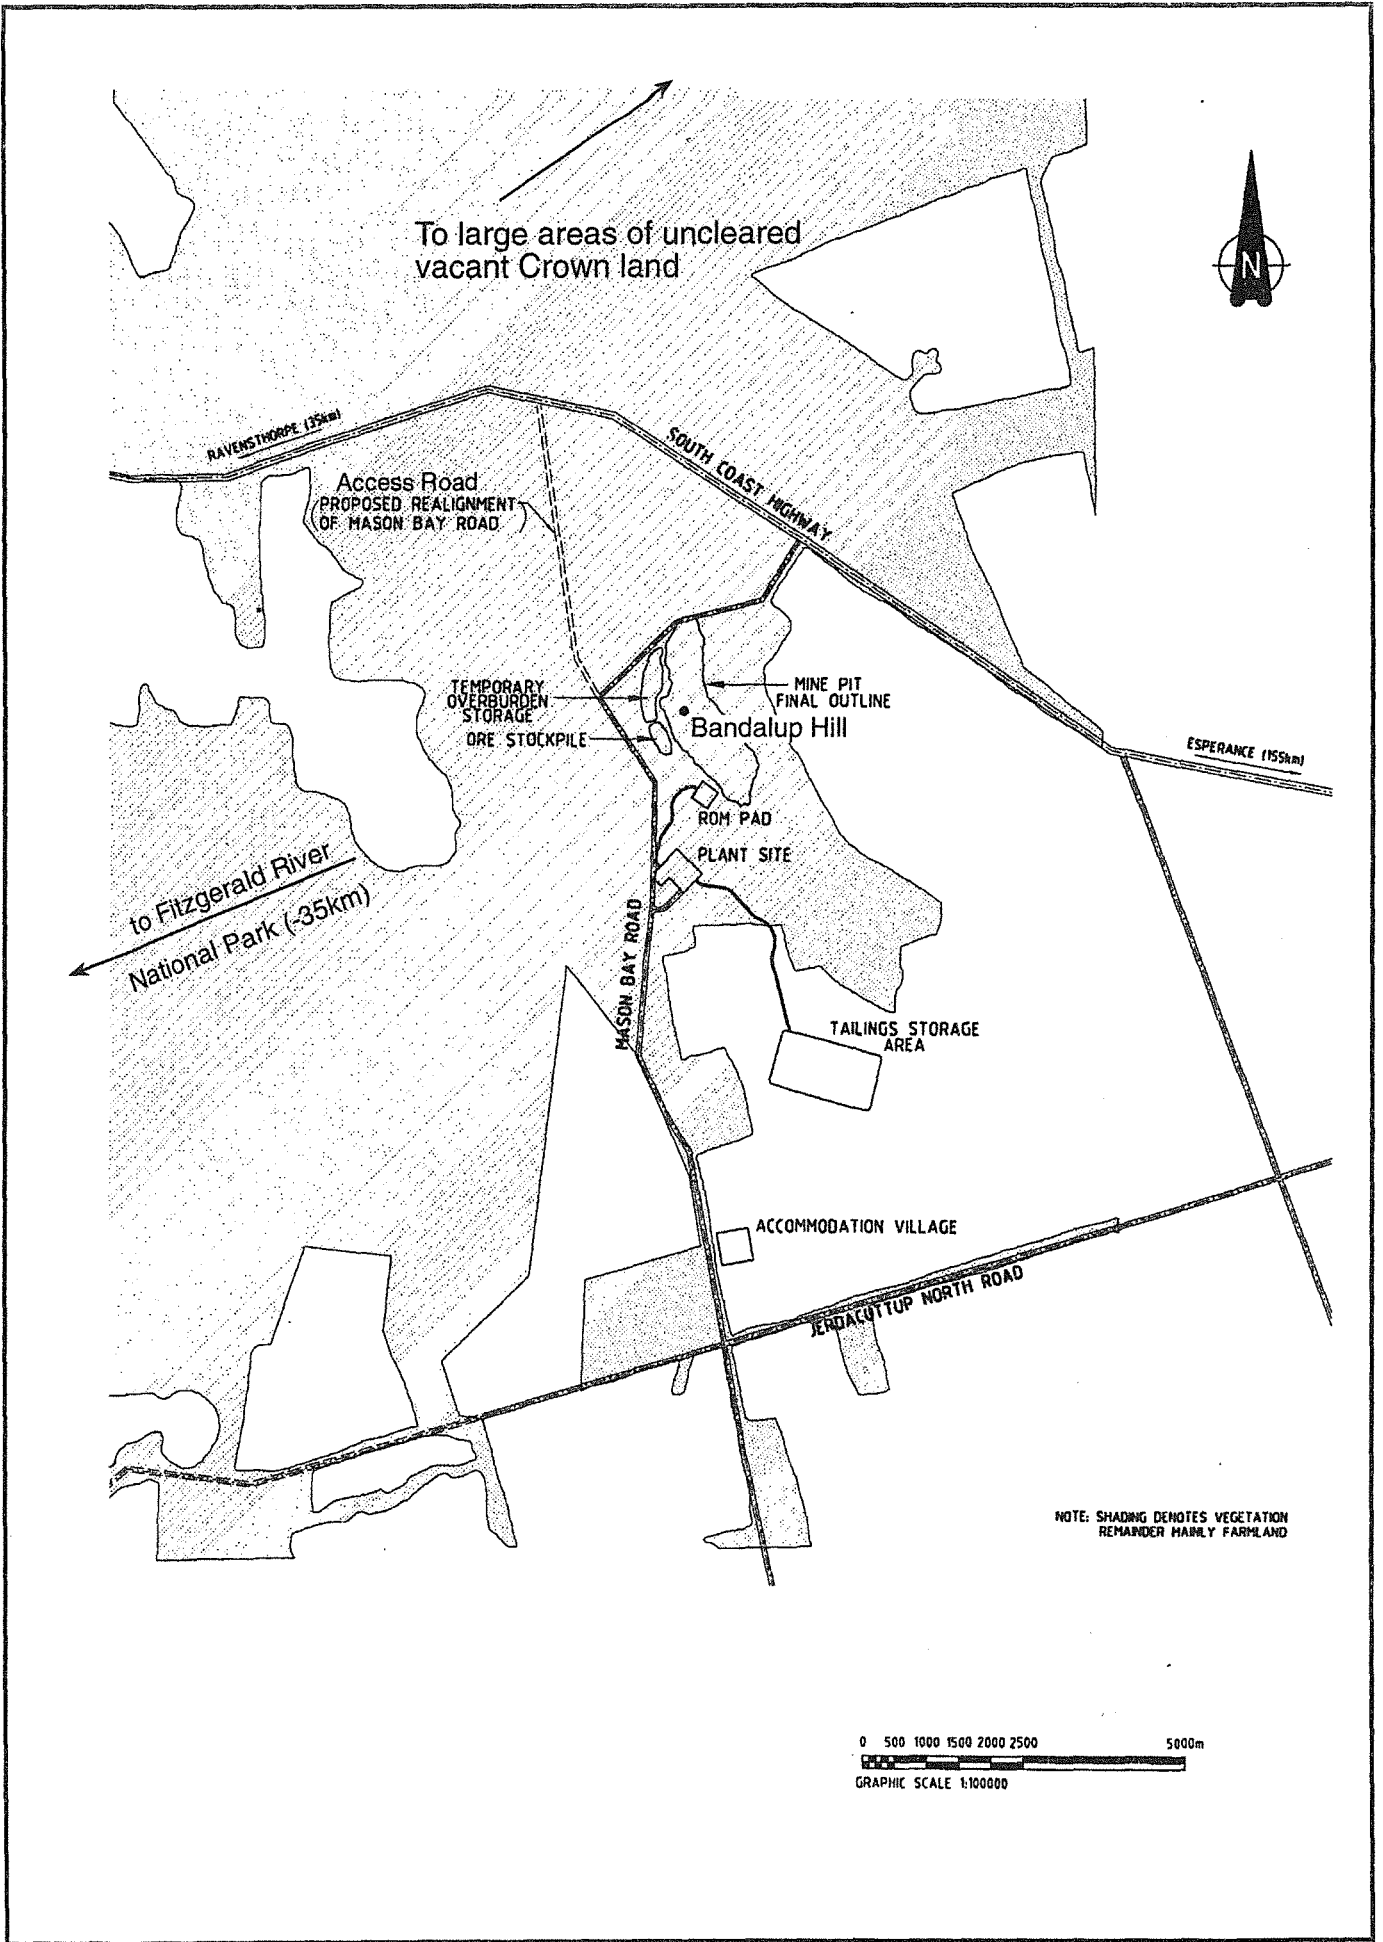 To large areas of uncleared
vacant Crown land
N
RAVENSTHORPE (35km)
SOUTH COAST HIGHWAY
Access Road
(PROPOSED REALIGNMENT
OF MASON BAY ROAD)
TEMPORARY
OVERBURDEN
STORAGE
MINE PIT
FINAL OUTLINE
Bandalup Hill
ORE STOCKPILE
ESPERANCE (155km)
ROM PAD
PLANT SITE
to Fitzgerald River
National Park (-35km)
MASON BAY ROAD
TAILINGS STORAGE
AREA
ACCOMMODATION VILLAGE
JERDACUTTUP NORTH ROAD
NOTE: SHADING DENOTES VEGETATION
REMAINDER MAINLY FARMLAND
0 500 1000 1500 2000 2500 5000m
GRAPHIC SCALE 1:100000